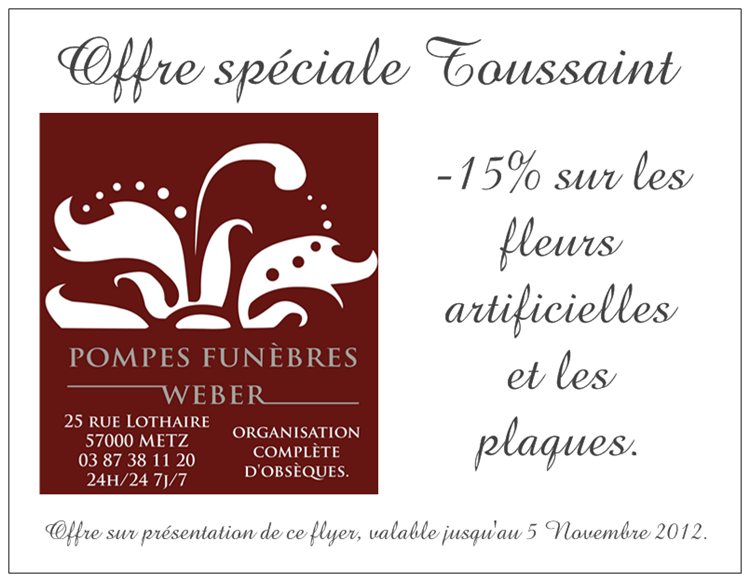 Offre spéciale Toussaint
-15% sur les
fleurs
artificielles
et les
plaques.
POMPES FUNÈBRES
WEBER
25 RUE LOTHAIRE
57000 METZ
03 87 38 11 20
24H/24 7J/7
ORGANISATION
COMPLÈTE
D'OBSÈQUES.
Offre sur présentation de ce flyer, valable jusqu'au 5 Novembre 2012.